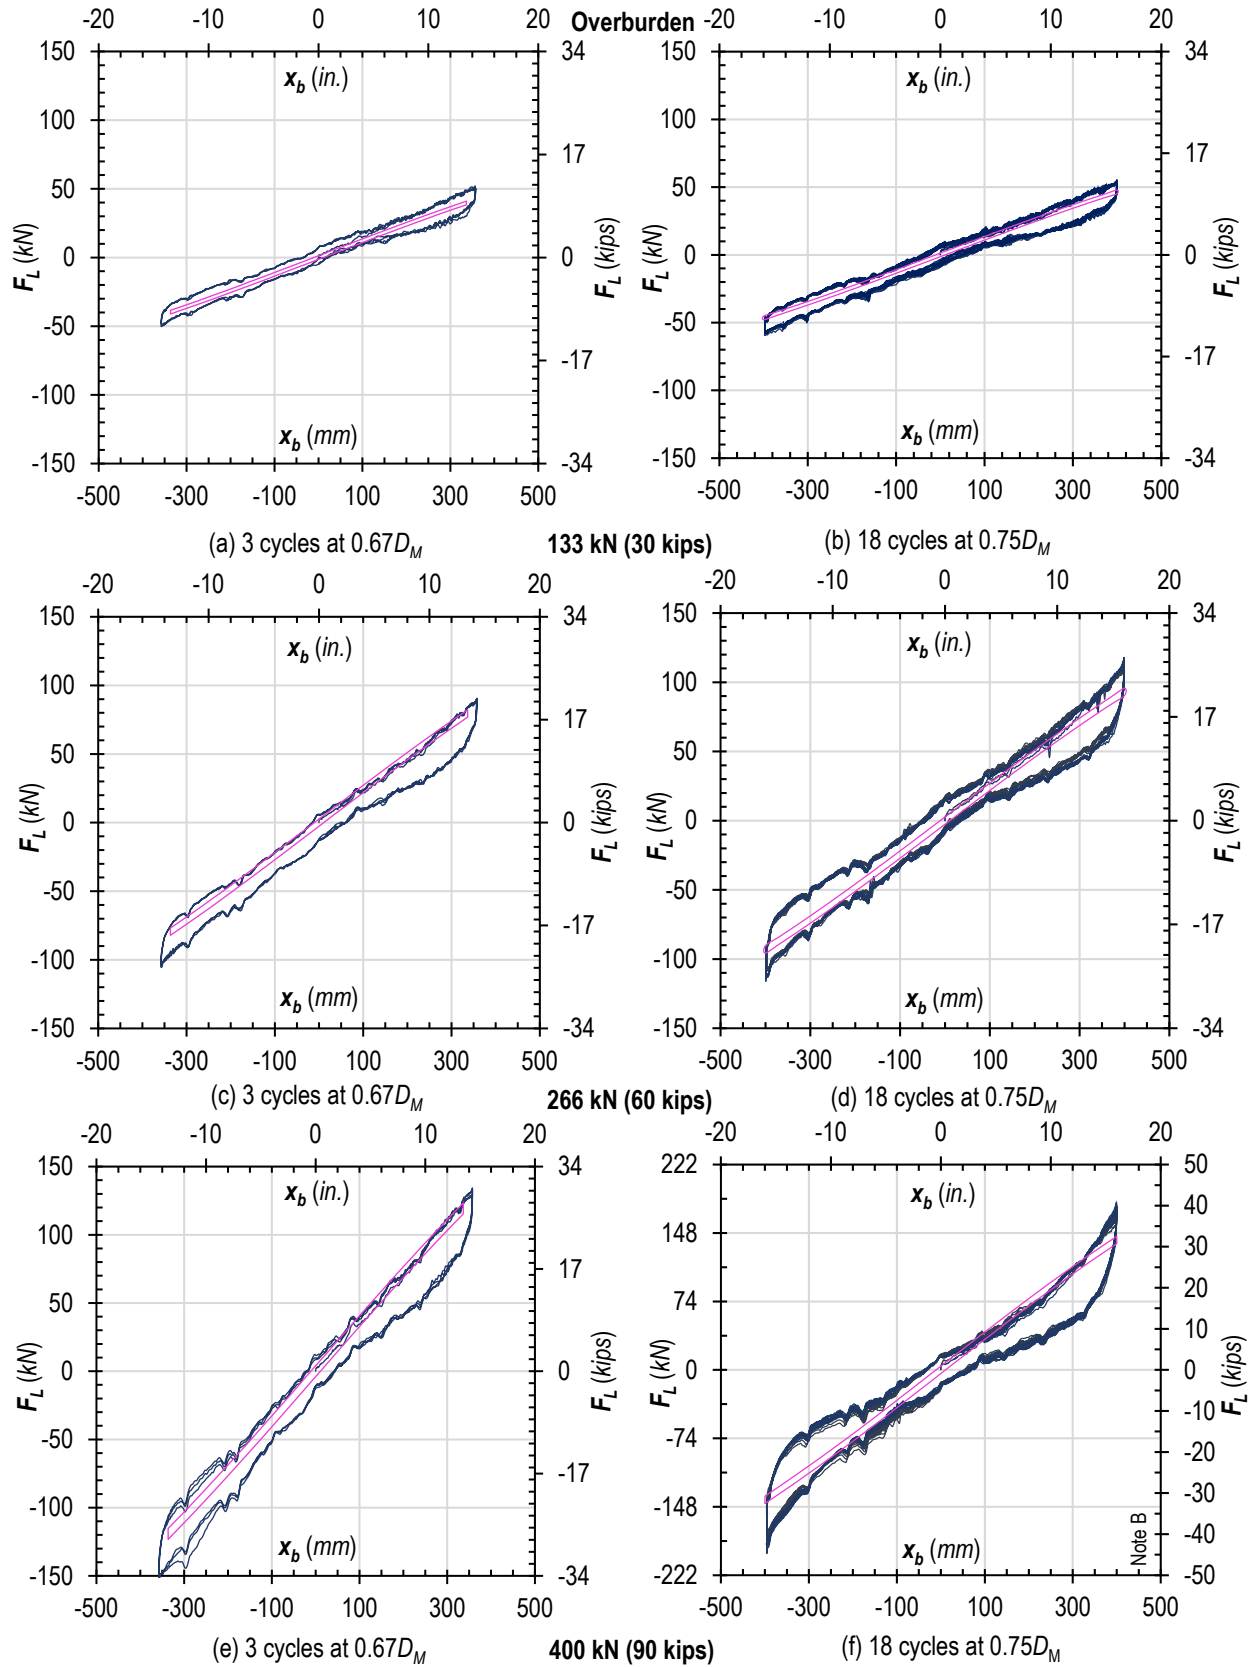 -20 -10 0 10 20 Overburden -20 -10 0 10 20
150 34 150 34
x_b (in.) x_b (in.)
100 100
17 17
50 50
F_L (kN) 0 0 F_L (kips) F_L (kN) 0 0 F_L (kips)
-50 -50
-17 -17
-100 -100
x_b (mm) x_b (mm)
-150 -34 -150 -34
-500 -300 -100 100 300 500 -500 -300 -100 100 300 500
(a) 3 cycles at 0.67D_M 133 kN (30 kips) (b) 18 cycles at 0.75D_M
-20 -10 0 10 20 -20 -10 0 10 20
150 34 150 34
x_b (in.) x_b (in.)
100 100
17 17
50 50
F_L (kN) 0 0 F_L (kips) F_L (kN) 0 0 F_L (kips)
-50 -50
-17 -17
-100 -100
x_b (mm) x_b (mm)
-150 -34 -150 -34
-500 -300 -100 100 300 500 -500 -300 -100 100 300 500
(c) 3 cycles at 0.67D_M 266 kN (60 kips) (d) 18 cycles at 0.75D_M
-20 -10 0 10 20 -20 -10 0 10 20
150 34 222 50
x_b (in.) x_b (in.)
40
100 148
30
17
20
50 74
10
F_L (kN) 0 0 F_L (kips) F_L (kN) 0 0 F_L (kips)
-10
-50 -74
-20
-17
-100 -148 -30
-40
x_b (mm) x_b (mm) Note B
-150 -34 -222 -50
-500 -300 -100 100 300 500 -500 -300 -100 100 300 500
(e) 3 cycles at 0.67D_M 400 kN (90 kips) (f) 18 cycles at 0.75D_M